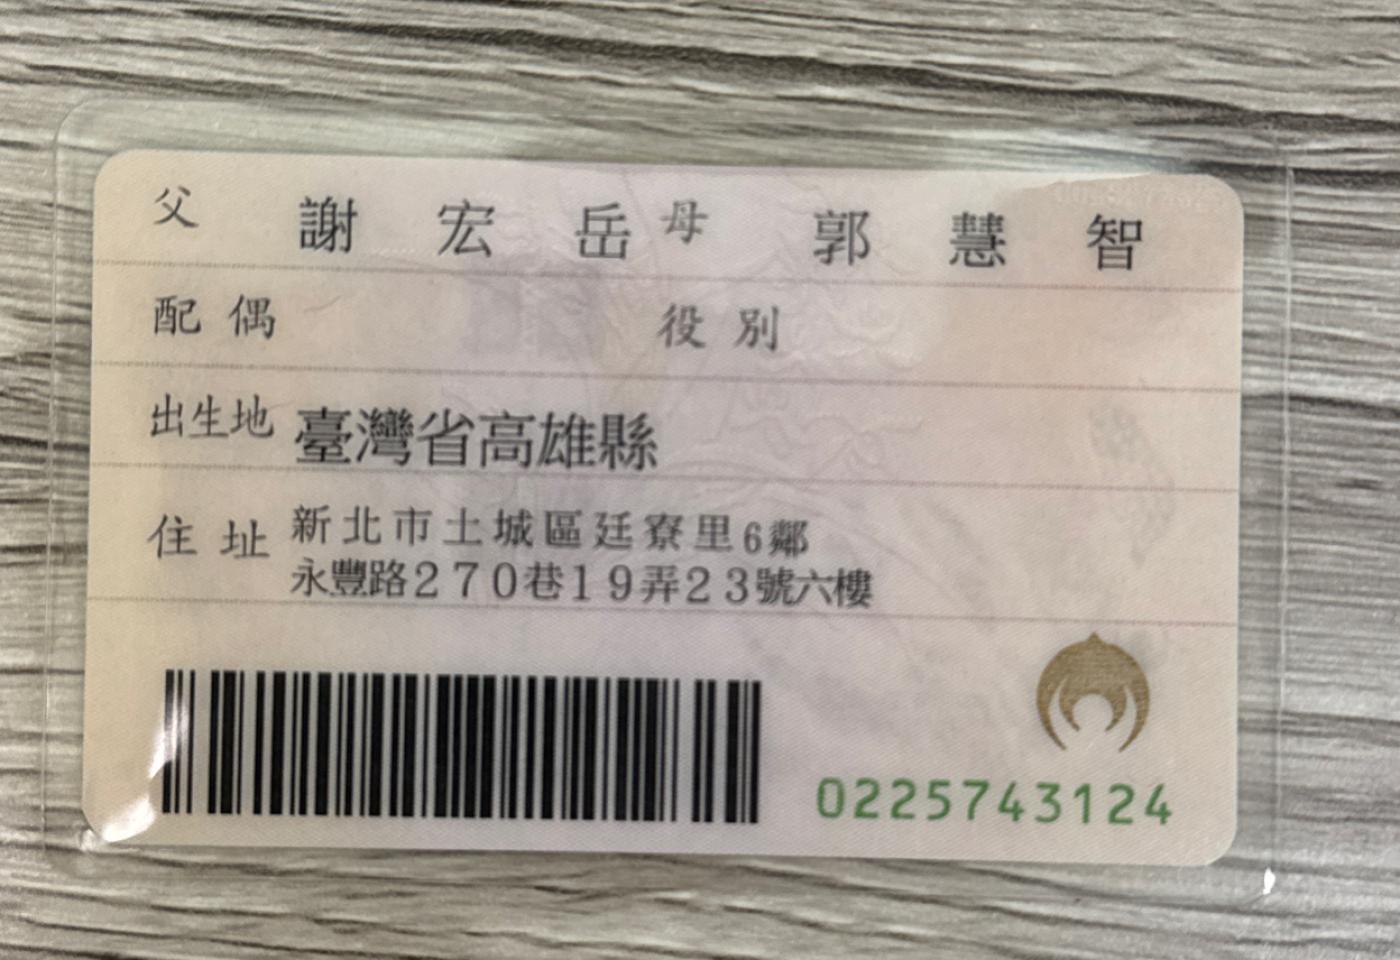 父 謝宏岳 母 郭慧智
配偶 役別
出生地 臺灣省高雄縣
住址 新北市土城區廷寮里6鄰
永豐路270巷19弄23號六樓
0225743124